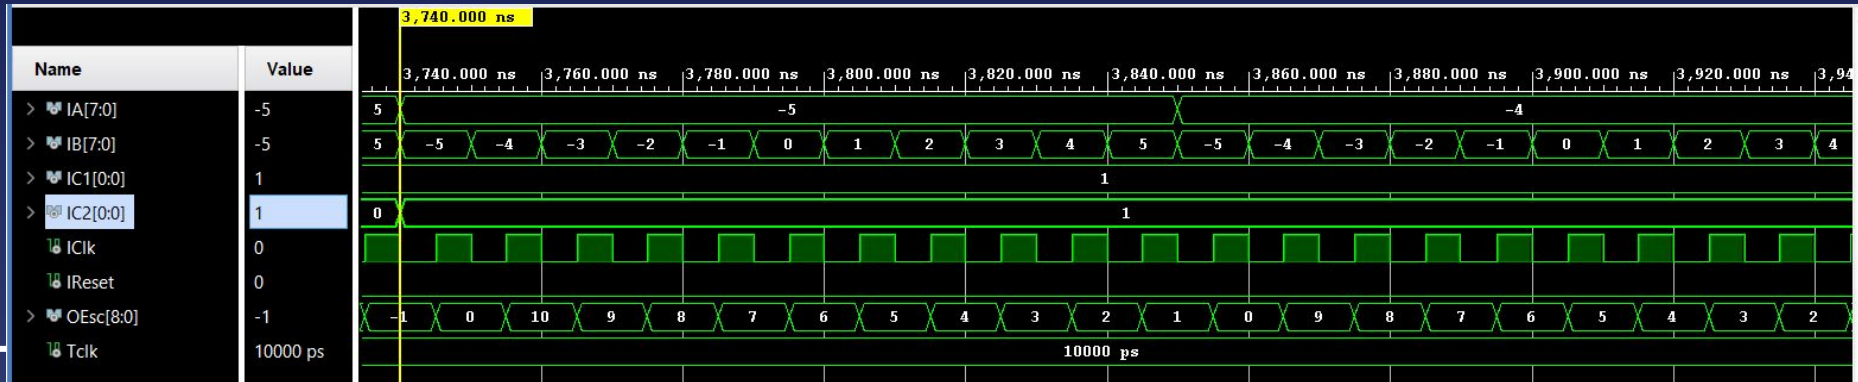 3,740.000 ns
Name Value 3,740.000 ns 3,760.000 ns 3,780.000 ns 3,800.000 ns 3,820.000 ns 3,840.000 ns 3,860.000 ns 3,880.000 ns 3,900.000 ns 3,920.000 ns 3,94
IA[7:0] -5 5 -5 -4
IB[7:0] -5 5 -5 -4 -3 -2 -1 0 1 2 3 4 5 -5 -4 -3 -2 -1 0 1 2 3 4
IC1[0:0] 1 1
IC2[0:0] 1 0 1
IClk 0
IReset 0
OEsc[8:0] -1 -1 0 10 9 8 7 6 5 4 3 2 1 0 9 8 7 6 5 4 3 2
Tclk 10000 ps 10000 ps